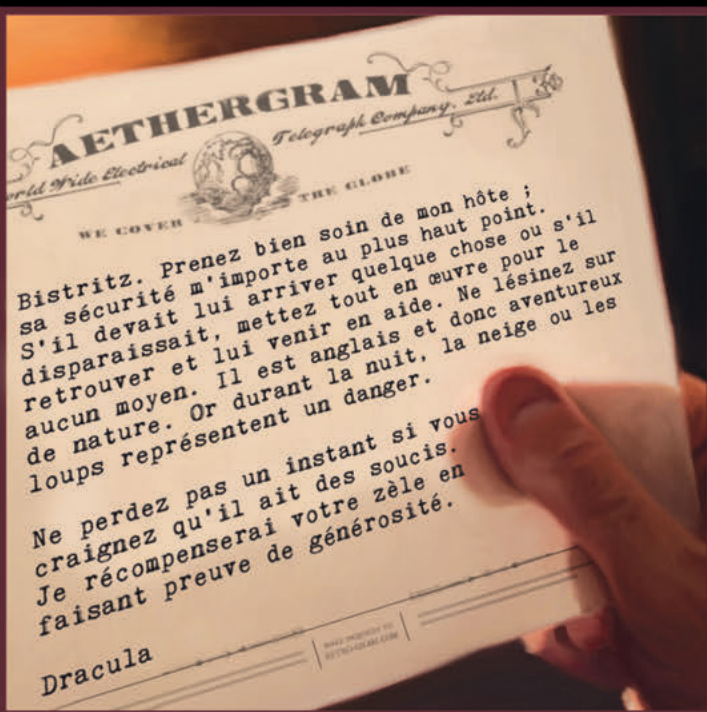 AETHERGRAM
World Wide Electrical
Telegraph Company, Ltd.
WE COVER THE GLOBE
Bistritz. Prenez bien soin de mon hôte ;
sa sécurité m'importe au plus haut point.
S'il devait lui arriver quelque chose ou s'il
disparaissait, mettez tout en œuvre pour le
retrouver et lui venir en aide. Ne lésinez sur
aucun moyen. Il est anglais et donc aventureux
de nature. Or durant la nuit, la neige ou les
loups représentent un danger.
Ne perdez pas un instant si vous
craignez qu'il ait des soucis.
Je récompenserai votre zèle en
faisant preuve de générosité.
Dracula